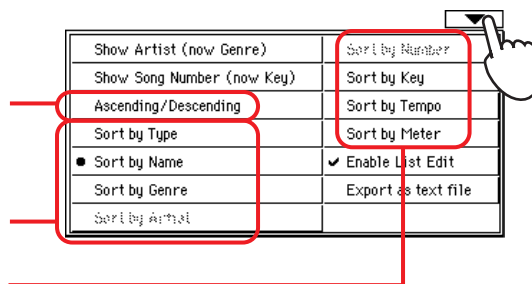 Show Artist (now Genre)
Show Song Number (now Key)
Ascending/Descending
Sort by Type
Sort by Name
Sort by Genre
Sort by Artist
Sort by Number
Sort by Key
Sort by Tempo
Sort by Meter
Enable List Edit
Export as text file